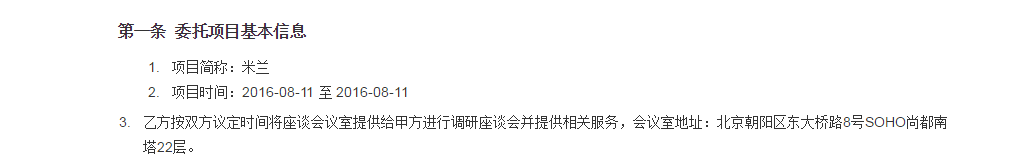 第一条 委托项目基本信息
1. 项目简称：米兰
2. 项目时间：2016-08-11 至 2016-08-11
3. 乙方按双方议定时间将座谈会议室提供给甲方进行调研座谈会并提供相关服务，会议室地址：北京朝阳区东大桥路8号SOHO尚都南
塔22层。